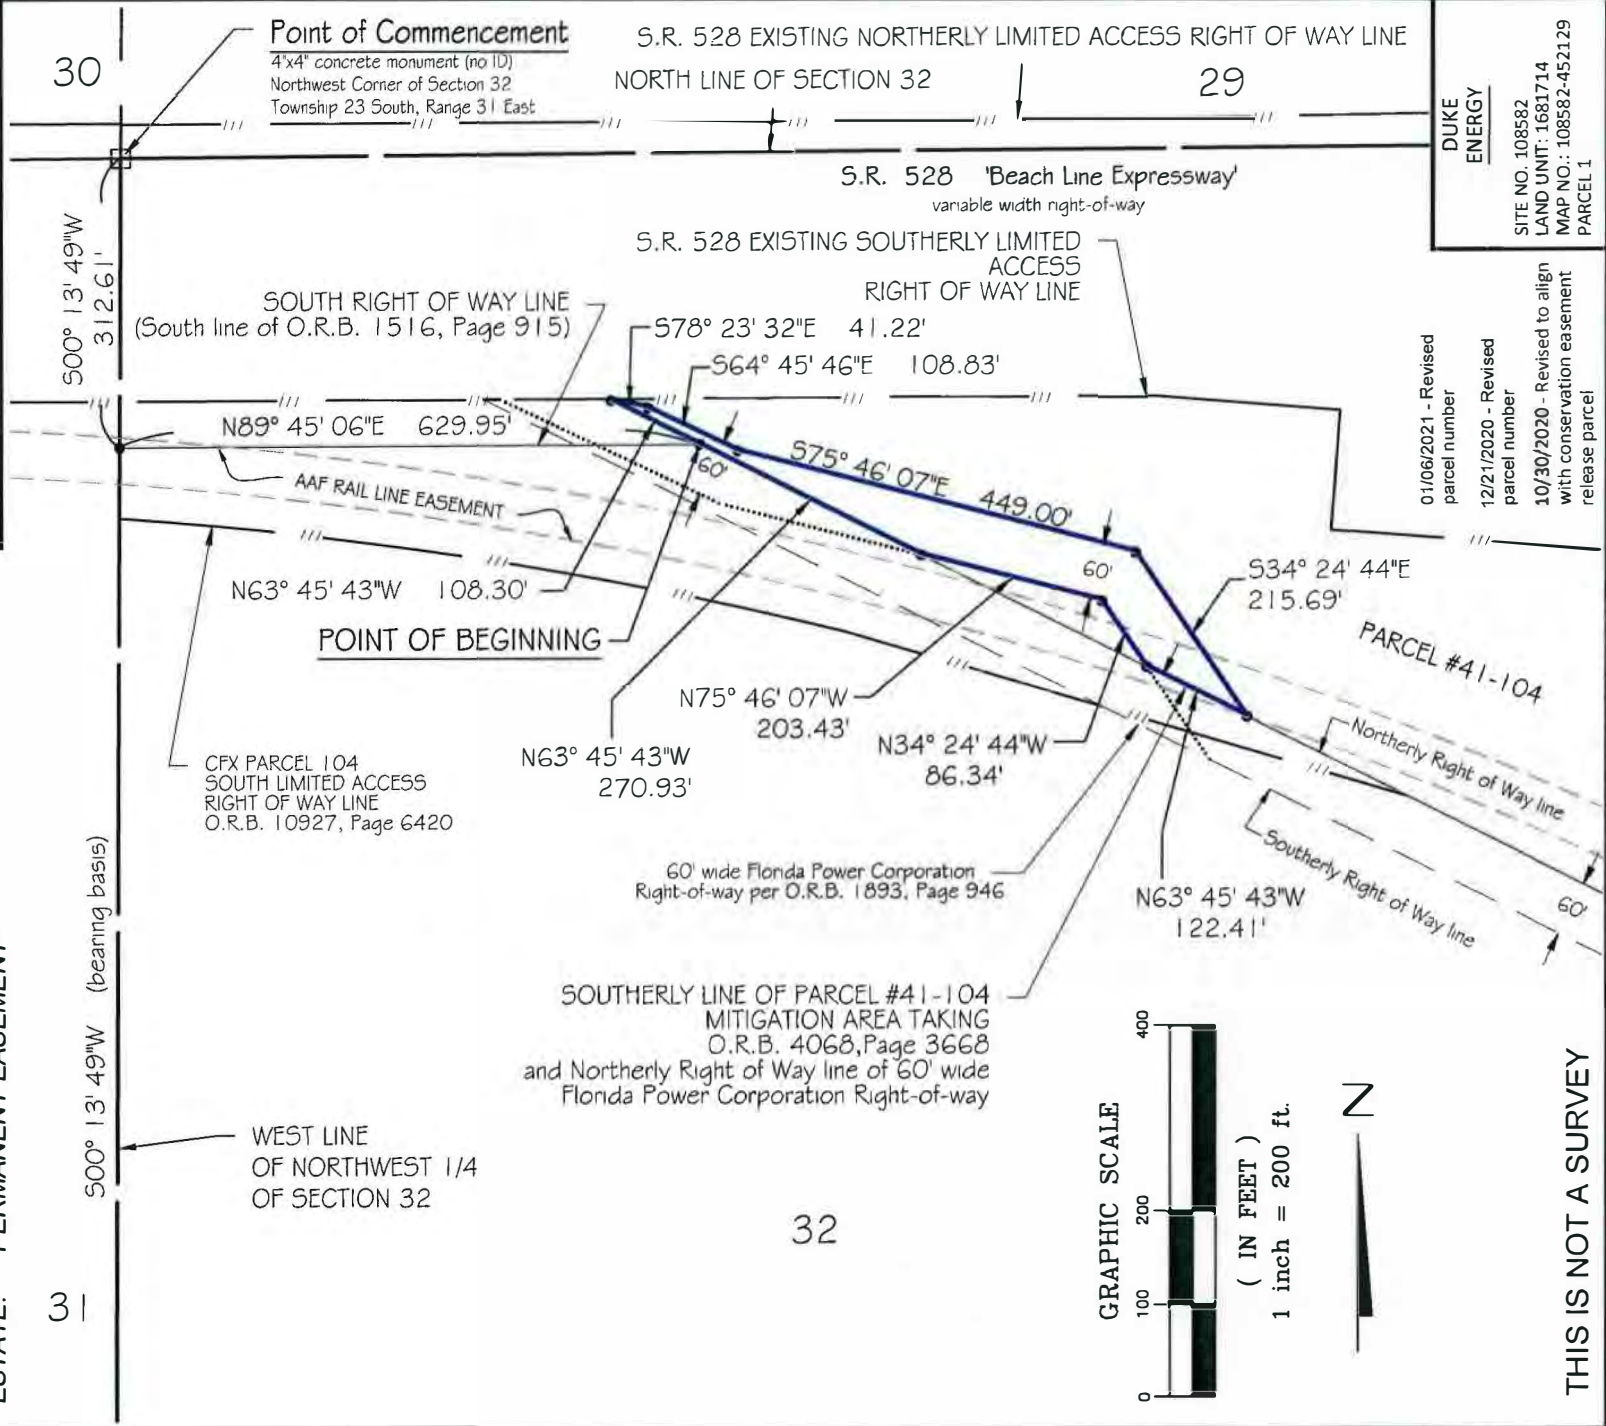 30
Point of Commencement
4"x4" concrete monument (no ID)
Northwest Corner of Section 32
Township 23 South, Range 31 East
S.R. 528 EXISTING NORTHERLY LIMITED ACCESS RIGHT OF WAY LINE
NORTH LINE OF SECTION 32
29
DUKE
ENERGY
SITE NO. 108582
LAND UNIT: 1681714
MAP NO.: 108582-452129
PARCEL 1
S.R. 528 'Beach Line Expressway'
variable width right-of-way
S.R. 528 EXISTING SOUTHERLY LIMITED
ACCESS
RIGHT OF WAY LINE
S00° 13' 49"W
312.61'
SOUTH RIGHT OF WAY LINE
(South line of O.R.B. 1516, Page 915)
S78° 23' 32"E 41.22'
S64° 45' 46"E 108.83'
01/06/2021 - Revised
parcel number
12/21/2020 - Revised
parcel number
10/30/2020 - Revised to align
with conservation easement
release parcel
N89° 45' 06"E 629.95'
60'
S75° 46' 07"E 449.00'
AAF RAIL LINE EASEMENT
60'
S34° 24' 44"E
215.69'
N63° 45' 43"W 108.30'
POINT OF BEGINNING
PARCEL #41-104
N75° 46' 07"W
203.43'
N63° 45' 43"W
270.93'
N34° 24' 44"W
86.34'
CFX PARCEL 104
SOUTH LIMITED ACCESS
RIGHT OF WAY LINE
O.R.B. 10927, Page 6420
Northerly Right of Way line
Southerly Right of Way line
60'
60' wide Florida Power Corporation
Right-of-way per O.R.B. 1893, Page 946
N63° 45' 43"W
122.41'
S00° 13' 49"W (bearing basis)
SOUTHERLY LINE OF PARCEL #41-104
MITIGATION AREA TAKING
O.R.B. 4068,Page 3668
and Northerly Right of Way line of 60' wide
Florida Power Corporation Right-of-way
WEST LINE
OF NORTHWEST 1/4
OF SECTION 32
32
31
GRAPHIC SCALE
0 100 200 400
( IN FEET )
1 inch = 200 ft.
N
THIS IS NOT A SURVEY